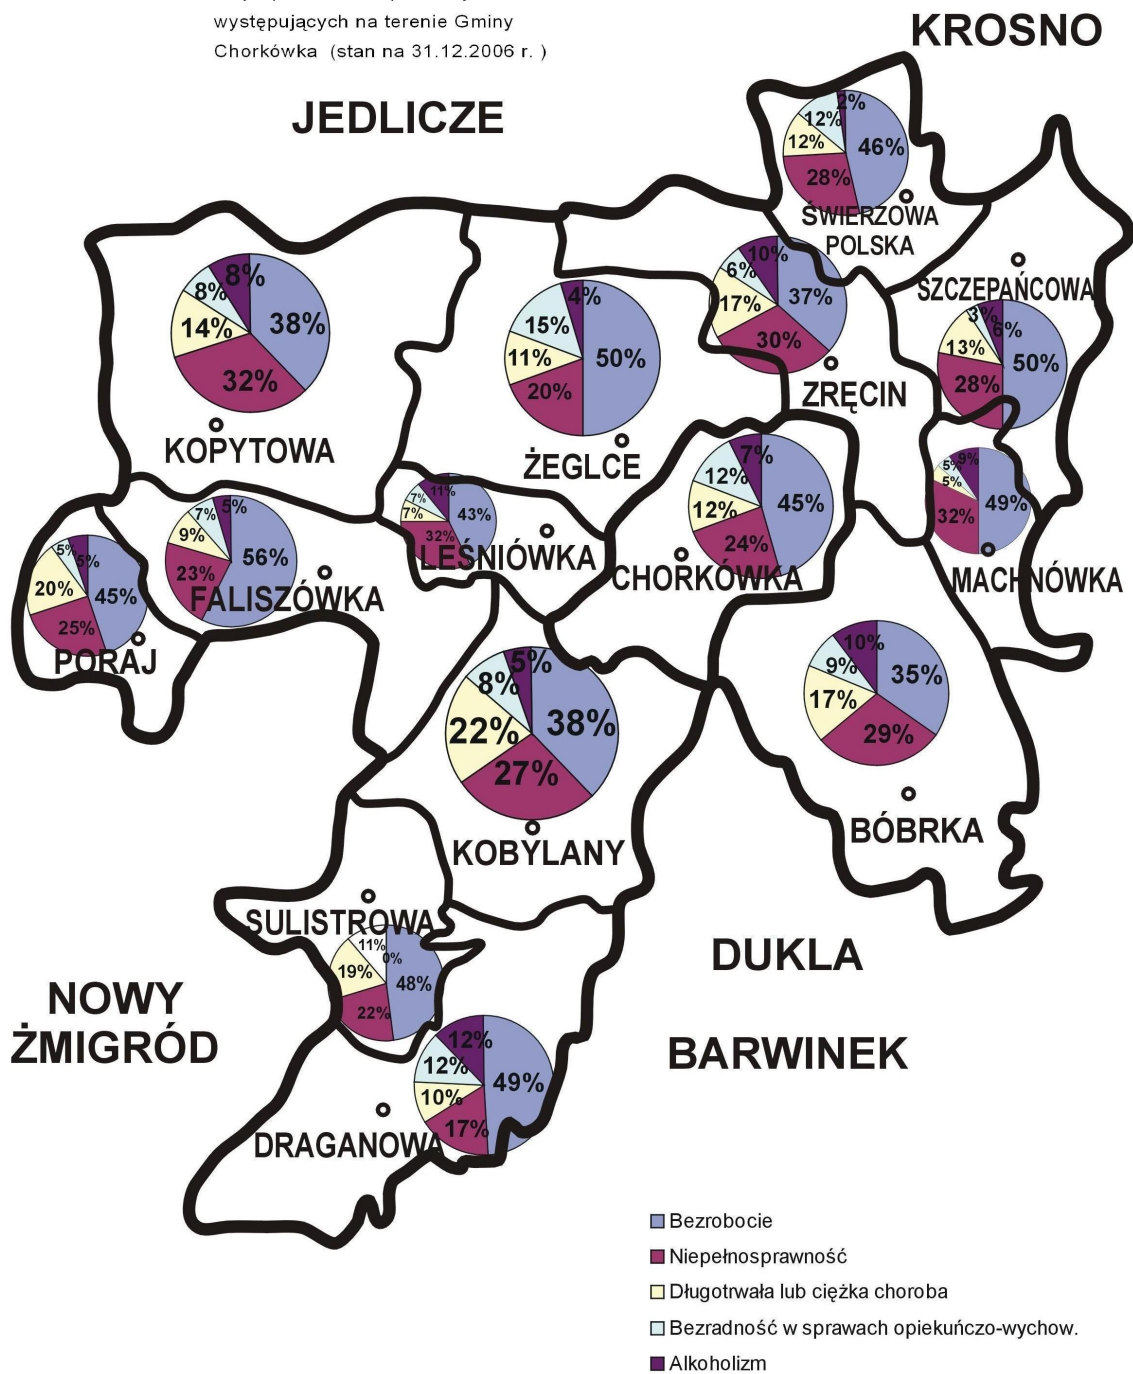 występujących na terenie Gminy
Chorkówka (stan na 31.12.2006 r. )
KROSNO
JEDLICZE
2%
12%
46%
12%
28%
ŚWIERZOWA
POLSKA
8%
8%
38%
14%
32%
KOPYTOWA
4%
15%
50%
11%
20%
ŻEGLCE
10%
6%
37%
17%
30%
ZRĘCIN
SZCZEPAŃCOWA
3%
6%
13%
50%
28%
7%
12%
45%
12%
24%
CHORKÓWKA
9%
5%
5%
49%
32%
MACHNÓWKA
11%
7%
43%
7%
32%
LEŚNIÓWKA
5%
7%
9%
56%
23%
FALISZÓWKA
5%
5%
20%
45%
25%
PORAJ
5%
8%
38%
22%
27%
KOBYLANY
10%
9%
35%
17%
29%
BÓBRKA
SULISTROWA
11%
0%
19%
48%
22%
DUKLA
NOWY
ŻMIGRÓD
BARWINEK
12%
12%
49%
10%
17%
DRAGANOWA
Bezrobocie
Niepełnosprawność
Długotrwała lub ciężka choroba
Bezradność w sprawach opiekuńczo-wychow.
Alkoholizm